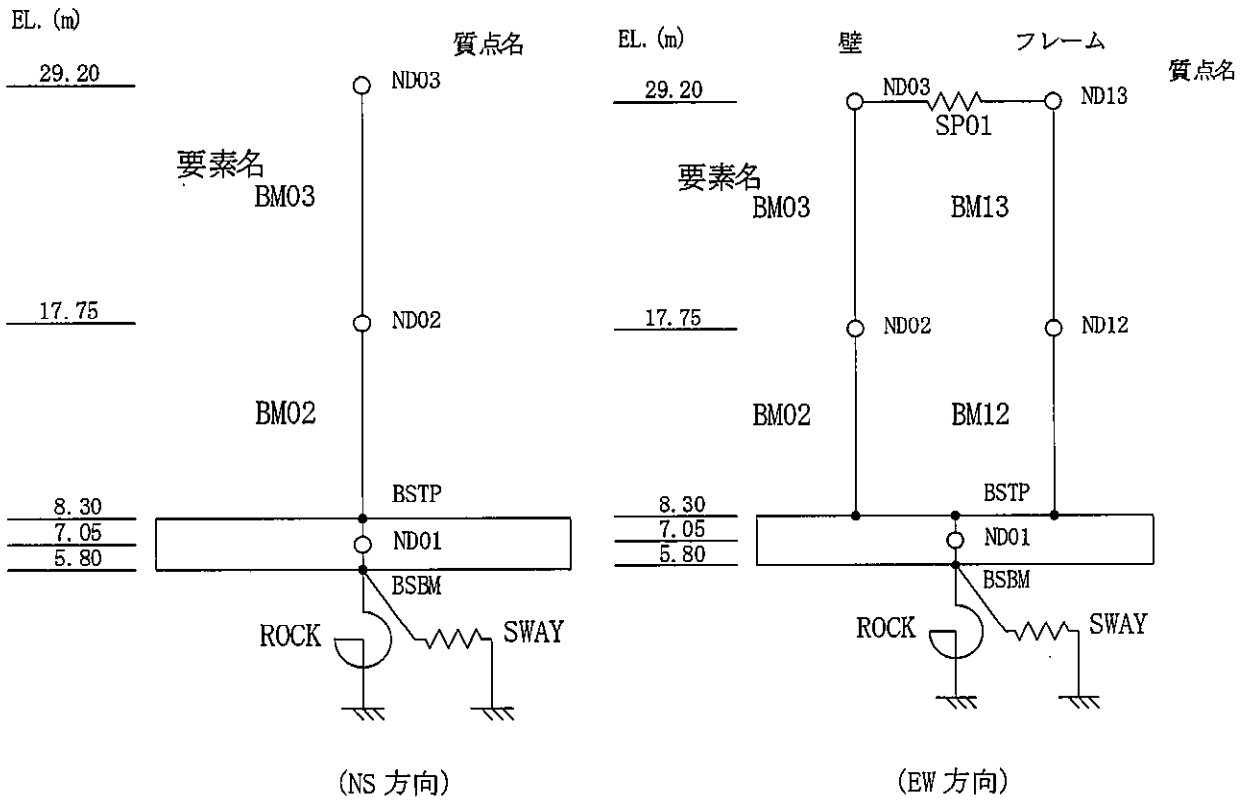 EL. (m)
質点名
29.20
ND03
要素名
BM03
17.75
ND02
BM02
BSTP
8.30
7.05
ND01
5.80
BSBM
ROCK
SWAY
(NS 方向)
EL. (m)
壁
フレーム
質点名
29.20
ND03
ND13
SP01
要素名
BM03
BM13
17.75
ND02
ND12
BM02
BM12
BSTP
8.30
7.05
ND01
5.80
BSBM
ROCK
SWAY
(EW 方向)